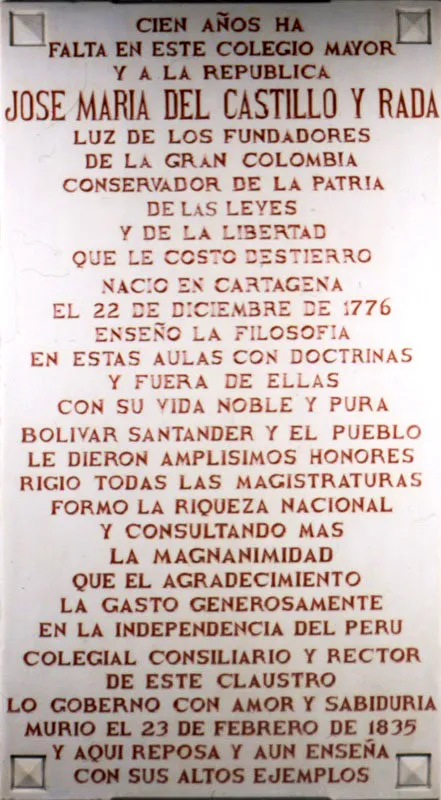 CIEN AÑOS HA
FALTA EN ESTE COLEGIO MAYOR
Y A LA REPUBLICA
JOSE MARIA DEL CASTILLO Y RADA
LUZ DE LOS FUNDADORES
DE LA GRAN COLOMBIA
CONSERVADOR DE LA PATRIA
DE LAS LEYES
Y DE LA LIBERTAD
QUE LE COSTO DESTIERRO
NACIO EN CARTAGENA
EL 22 DE DICIEMBRE DE 1776
ENSEÑO LA FILOSOFIA
EN ESTAS AULAS CON DOCTRINAS
Y FUERA DE ELLAS
CON SU VIDA NOBLE Y PURA
BOLIVAR SANTANDER Y EL PUEBLO
LE DIERON AMPLISIMOS HONORES
RIGIO TODAS LAS MAGISTRATURAS
FORMO LA RIQUEZA NACIONAL
Y CONSULTANDO MAS
LA MAGNANIMIDAD
QUE EL AGRADECIMIENTO
LA GASTO GENEROSAMENTE
EN LA INDEPENDENCIA DEL PERU
COLEGIAL CONSILIARIO Y RECTOR
DE ESTE CLAUSTRO
LO GOBERNO CON AMOR Y SABIDURIA
MURIO EL 23 DE FEBRERO DE 1835
Y AQUI REPOSA Y AUN ENSEÑA
CON SUS ALTOS EJEMPLOS